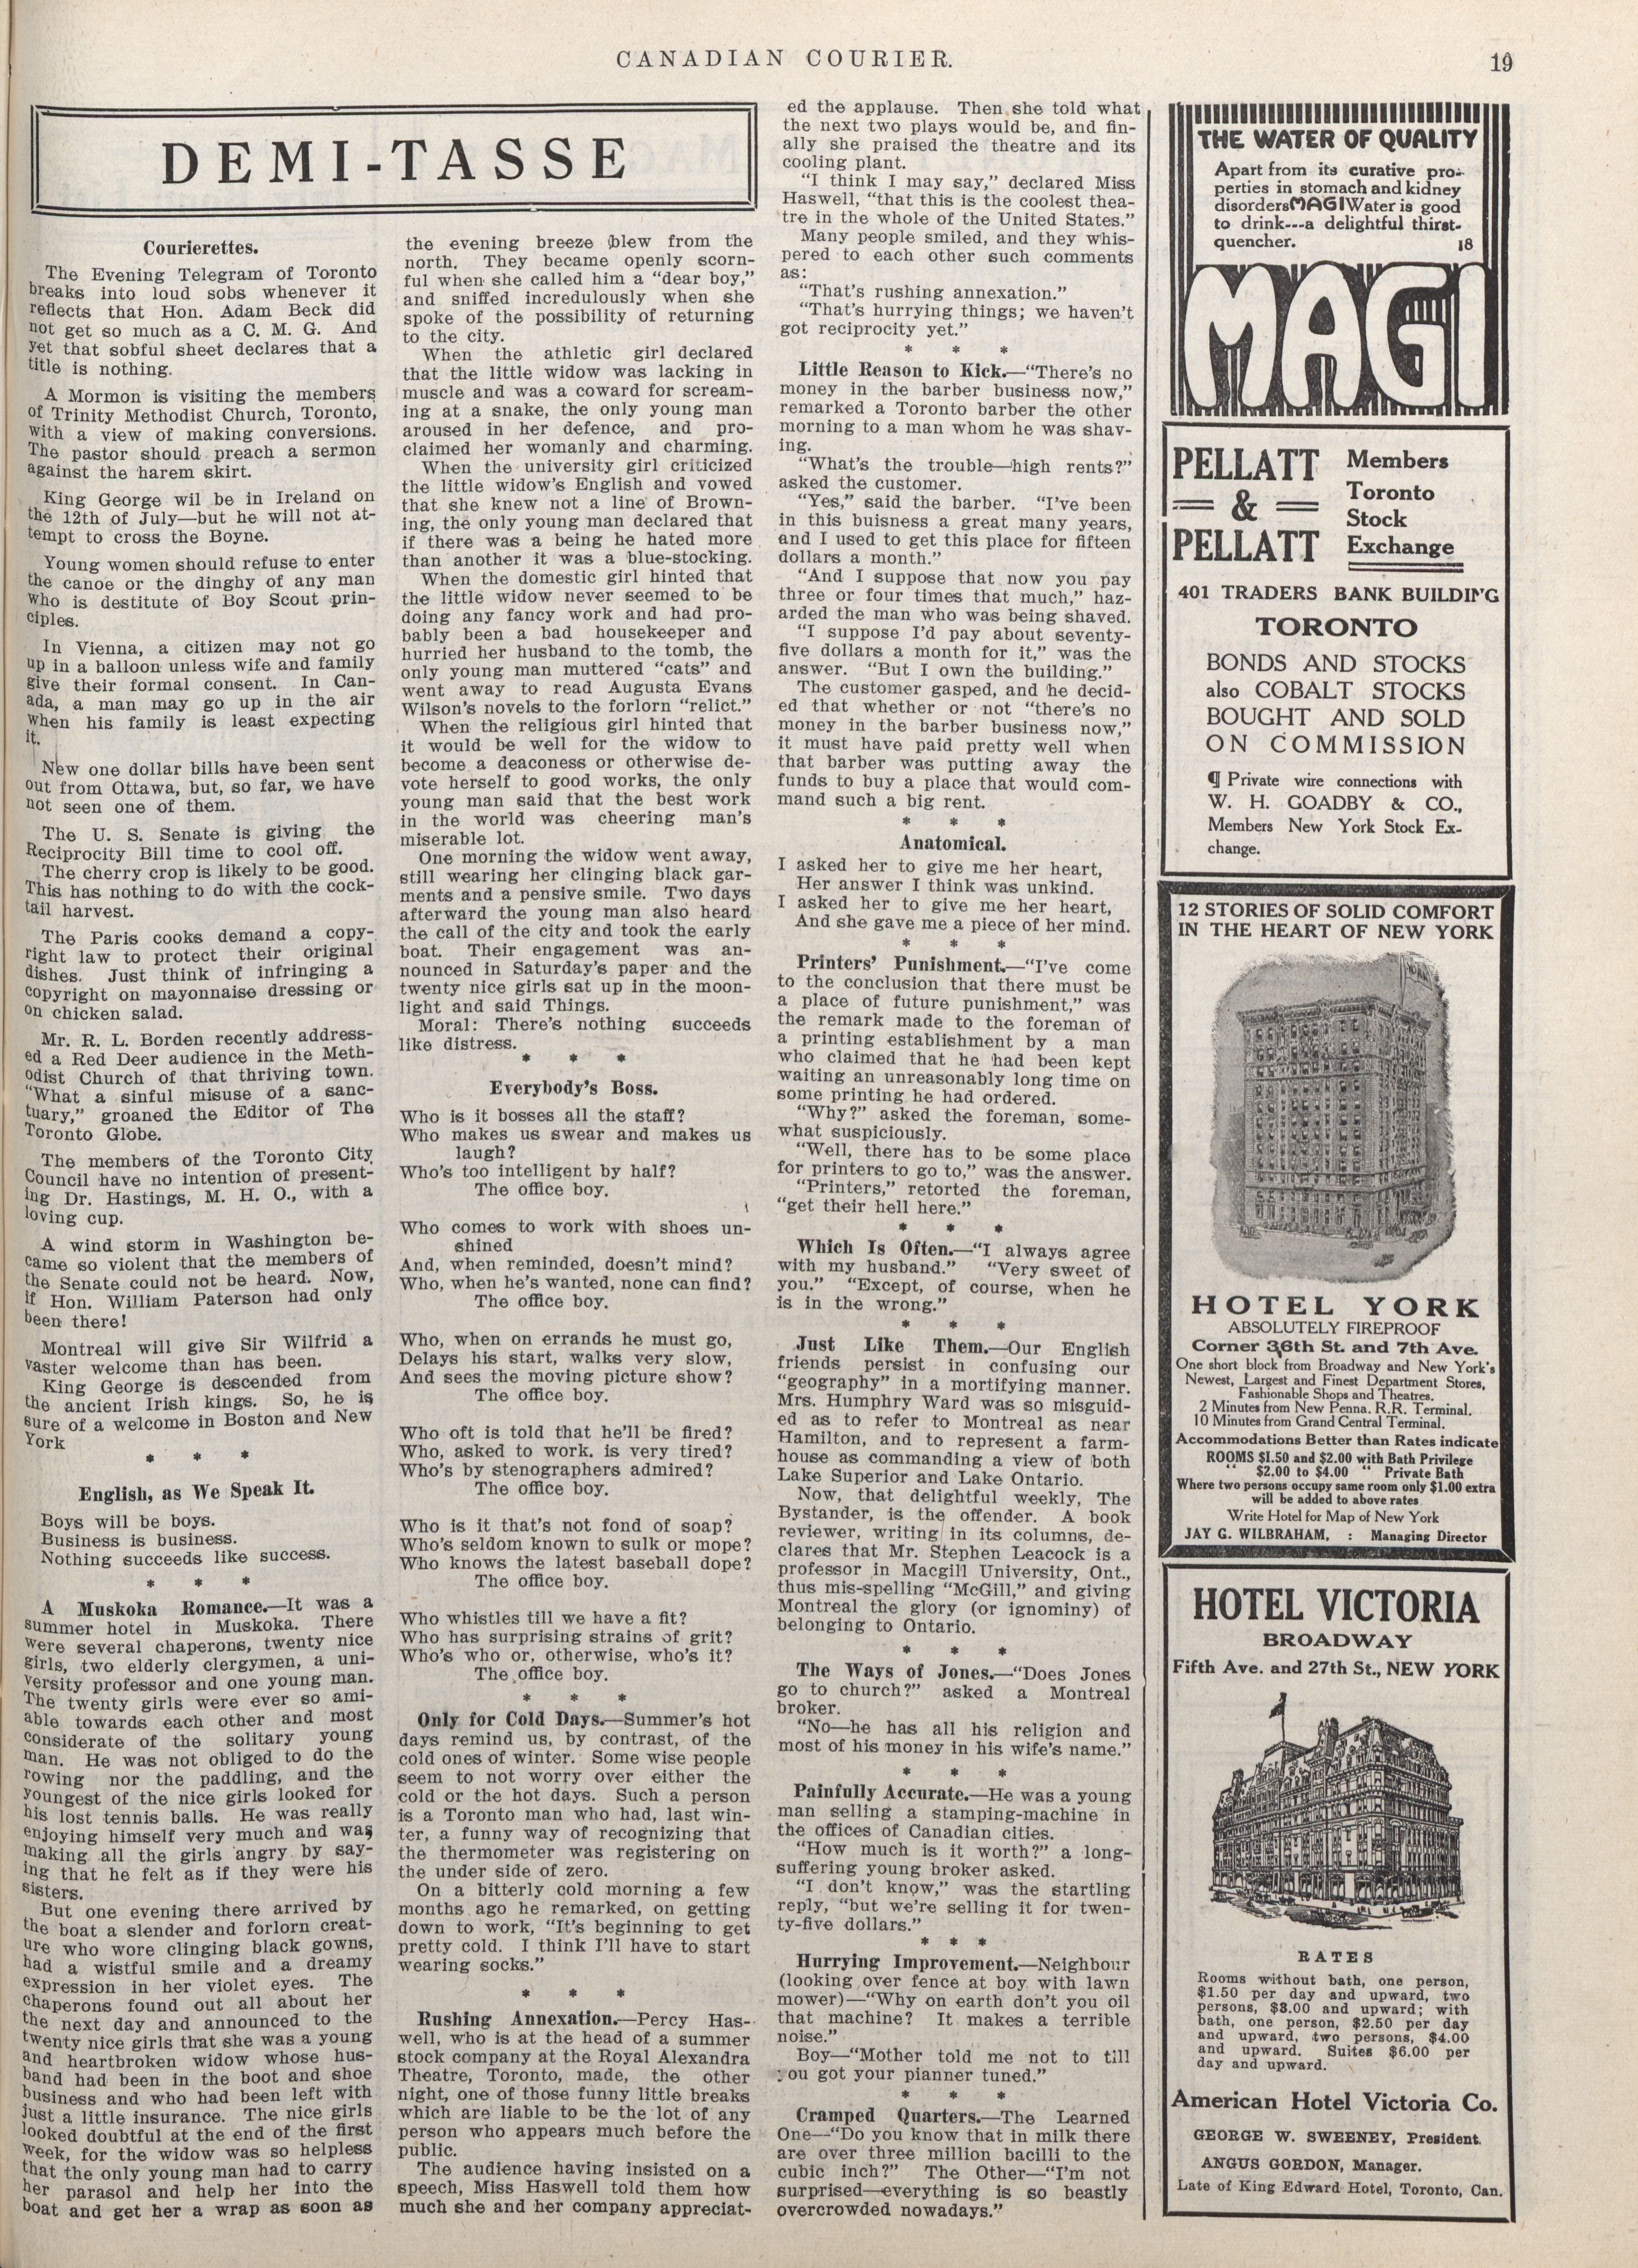 CANADIAN COURIER.
19
DEMI-TASSE
Courierettes.
The Evening Telegram of Toronto
breaks into loud sobs whenever it
reflects that Hon. Adam Beck did
not get so much as a C. M. G. And
yet that sobful sheet declares that a
title is nothing.
A Mormon is visiting the members
of Trinity Methodist Church, Toronto,
with a view of making conversions.
The pastor should preach a sermon
against the harem skirt.
King George wil be in Ireland on
the 12th of July—but he will not at-
tempt to cross the Boyne.
Young women should refuse to enter
the canoe or the dinghy of any man
who is destitute of Boy Scout prin-
ciples.
In Vienna, a citizen may not go
up in a balloon unless wife and family
give their formal consent. In Can-
ada, a man may go up in the air
when his family is least expecting
it.
New one dollar bills have been sent
out from Ottawa, but, so far, we have
not seen one of them.
The U. S. Senate is giving the
Reciprocity Bill time to cool off.
The cherry crop is likely to be good.
This has nothing to do with the cock-
tail harvest.
The Paris cooks demand a copy-
right law to protect their original
dishes. Just think of infringing a
copyright on mayonnaise dressing or
on chicken salad.
Mr. R. L. Borden recently address-
ed a Red Deer audience in the Meth-
odist Church of that thriving town.
"What a sinful misuse of a sanc-
tuary," groaned the Editor of The
Toronto Globe.
The members of the Toronto City
Council have no intention of present-
ing Dr. Hastings, M. H. O., with a
loving cup.
A wind storm in Washington be-
came so violent that the members of
the Senate could not be heard. Now,
if Hon. William Paterson had only
been there!
Montreal will give Sir Wilfrid a
vaster welcome than has been.
King George is descended from
the ancient Irish kings. So, he is
sure of a welcome in Boston and New
York
* * *
English, as We Speak It.
Boys will be boys.
Business is business.
Nothing succeeds like success.
* * *
A Muskoka Romance.—It was a
summer hotel in Muskoka. There
were several chaperons, twenty nice
girls, two elderly clergymen, a uni-
versity professor and one young man.
The twenty girls were ever so ami-
able towards each other and most
considerate of the solitary young
man. He was not obliged to do the
rowing nor the paddling, and the
youngest of the nice girls looked for
his lost tennis balls. He was really
enjoying himself very much and was
making all the girls angry by say-
ing that he felt as if they were his
sisters.
But one evening there arrived by
the boat a slender and forlorn creat-
ure who wore clinging black gowns,
had a wistful smile and a dreamy
expression in her violet eyes. The
chaperons found out all about her
the next day and announced to the
twenty nice girls that she was a young
and heartbroken widow whose hus-
band had been in the boot and shoe
business and who had been left with
just a little insurance. The nice girls
looked doubtful at the end of the first
week, for the widow was so helpless
that the only young man had to carry
her parasol and help her into the
boat and get her a wrap as soon as
the evening breeze blew from the
north. They became openly scorn-
ful when she called him a "dear boy,"
and sniffed incredulously when she
spoke of the possibility of returning
to the city.
When the athletic girl declared
that the little widow was lacking in
muscle and was a coward for scream-
ing at a snake, the only young man
aroused in her defence, and pro-
claimed her womanly and charming.
When the university girl criticized
the little widow's English and vowed
that she knew not a line of Brown-
ing, the only young man declared that
if there was a being he hated more
than another it was a blue-stocking.
When the domestic girl hinted that
the little widow never seemed to be
doing any fancy work and had pro-
bably been a bad housekeeper and
hurried her husband to the tomb, the
only young man muttered "cats" and
went away to read Augusta Evans
Wilson's novels to the forlorn "relict."
When the religious girl hinted that
it would be well for the widow to
become a deaconess or otherwise de-
vote herself to good works, the only
young man said that the best work
in the world was cheering man's
miserable lot.
One morning the widow went away,
still wearing her clinging black gar-
ments and a pensive smile. Two days
afterward the young man also heard
the call of the city and took the early
boat. Their engagement was an-
nounced in Saturday's paper and the
twenty nice girls sat up in the moon-
light and said Things.
Moral: There's nothing succeeds
like distress.
* * *
Everybody's Boss.
Who is it bosses all the staff?
Who makes us swear and makes us
laugh?
Who's too intelligent by half?
The office boy.
Who comes to work with shoes un-
shined
And, when reminded, doesn't mind?
Who, when he's wanted, none can find?
The office boy.
Who, when on errands he must go,
Delays his start, walks very slow,
And sees the moving picture show?
The office boy.
Who oft is told that he'll be fired?
Who, asked to work. is very tired?
Who's by stenographers admired?
The office boy.
Who is it that's not fond of soap?
Who's seldom known to sulk or mope?
Who knows the latest baseball dope?
The office boy.
Who whistles till we have a fit?
Who has surprising strains of grit?
Who's who or, otherwise, who's it?
The office boy.
* * *
Only for Cold Days.—Summer's hot
days remind us, by contrast, of the
cold ones of winter. Some wise people
seem to not worry over either the
cold or the hot days. Such a person
is a Toronto man who had, last win-
ter, a funny way of recognizing that
the thermometer was registering on
the under side of zero.
On a bitterly cold morning a few
months ago he remarked, on getting
down to work, "It's beginning to get
pretty cold. I think I'll have to start
wearing socks."
* * *
Rushing Annexation.—Percy Has-
well, who is at the head of a summer
stock company at the Royal Alexandra
Theatre, Toronto, made, the other
night, one of those funny little breaks
which are liable to be the lot of any
person who appears much before the
public.
The audience having insisted on a
speech, Miss Haswell told them how
much she and her company appreciat-
ed the applause. Then she told what
the next two plays would be, and fin-
ally she praised the theatre and its
cooling plant.
"I think I may say," declared Miss
Haswell, "that this is the coolest thea-
tre in the whole of the United States."
Many people smiled, and they whis-
pered to each other such comments
as:
"That's rushing annexation."
"That's hurrying things; we haven't
got reciprocity yet."
* * *
Little Reason to Kick.—"There's no
money in the barber business now,"
remarked a Toronto barber the other
morning to a man whom he was shav-
ing.
"What's the trouble—high rents?"
asked the customer.
"Yes," said the barber. "I've been
in this buisness a great many years,
and I used to get this place for fifteen
dollars a month."
"And I suppose that now you pay
three or four times that much," haz-
arded the man who was being shaved.
"I suppose I'd pay about seventy-
five dollars a month for it," was the
answer. "But I own the building."
The customer gasped, and he decid-
ed that whether or not "there's no
money in the barber business now,"
it must have paid pretty well when
that barber was putting away the
funds to buy a place that would com-
mand such a big rent.
* * *
Anatomical.
I asked her to give me her heart,
Her answer I think was unkind.
I asked her to give me her heart,
And she gave me a piece of her mind.
* * *
Printers' Punishment.—"I've come
to the conclusion that there must be
a place of future punishment," was
the remark made to the foreman of
a printing establishment by a man
who claimed that he had been kept
waiting an unreasonably long time on
some printing he had ordered.
"Why?" asked the foreman, some-
what suspiciously.
"Well, there has to be some place
for printers to go to," was the answer.
"Printers," retorted the foreman,
"get their hell here."
* * *
Which Is Often.—"I always agree
with my husband." "Very sweet of
you." "Except, of course, when he
is in the wrong."
* * *
Just Like Them.—Our English
friends persist in confusing our
"geography" in a mortifying manner.
Mrs. Humphry Ward was so misguid-
ed as to refer to Montreal as near
Hamilton, and to represent a farm-
house as commanding a view of both
Lake Superior and Lake Ontario.
Now, that delightful weekly, The
Bystander, is the offender. A book
reviewer, writing in its columns, de-
clares that Mr. Stephen Leacock is a
professor in Macgill University, Ont.,
thus mis-spelling "McGill," and giving
Montreal the glory (or ignominy) of
belonging to Ontario.
* * *
The Ways of Jones.—"Does Jones
go to church?" asked a Montreal
broker.
"No—he has all his religion and
most of his money in his wife's name."
* * *
Painfully Accurate.—He was a young
man selling a stamping-machine in
the offices of Canadian cities.
"How much is it worth?" a long-
suffering young broker asked.
"I don't know," was the startling
reply, "but we're selling it for twen-
ty-five dollars."
* * *
Hurrying Improvement.—Neighbour
(looking over fence at boy with lawn
mower)—"Why on earth don't you oil
that machine? It makes a terrible
noise."
Boy—"Mother told me not to till
you got your pianner tuned."
* * *
Cramped Quarters.—The Learned
One—"Do you know that in milk there
are over three million bacilli to the
cubic inch?" The Other—"I'm not
surprised—everything is so beastly
overcrowded nowadays."
THE WATER OF QUALITY
Apart from its curative pro-
perties in stomach and kidney
disorders MAGI Water is good
to drink---a delightful thirst-
quencher. 18
MAGI
PELLATT
&
PELLATT
Members
Toronto
Stock
Exchange
401 TRADERS BANK BUILDING
TORONTO
BONDS AND STOCKS
also COBALT STOCKS
BOUGHT AND SOLD
ON COMMISSION
¶ Private wire connections with
W. H. GOADBY & CO.,
Members New York Stock Ex-
change.
12 STORIES OF SOLID COMFORT
IN THE HEART OF NEW YORK
HOTEL YORK
ABSOLUTELY FIREPROOF
Corner 36th St. and 7th Ave.
One short block from Broadway and New York's
Newest, Largest and Finest Department Stores,
Fashionable Shops and Theatres.
2 Minutes from New Penna. R.R. Terminal.
10 Minutes from Grand Central Terminal.
Accommodations Better than Rates indicate
ROOMS $1.50 and $2.00 with Bath Privilege
" $2.00 to $4.00 " Private Bath
Where two persons occupy same room only $1.00 extra
will be added to above rates
Write Hotel for Map of New York
JAY G. WILBRAHAM, : Managing Director
HOTEL VICTORIA
BROADWAY
Fifth Ave. and 27th St., NEW YORK
RATES
Rooms without bath, one person,
$1.50 per day and upward, two
persons, $3.00 and upward; with
bath, one person, $2.50 per day
and upward, two persons, $4.00
and upward. Suites $6.00 per
day and upward.
American Hotel Victoria Co.
GEORGE W. SWEENEY, President.
ANGUS GORDON, Manager.
Late of King Edward Hotel, Toronto, Can.